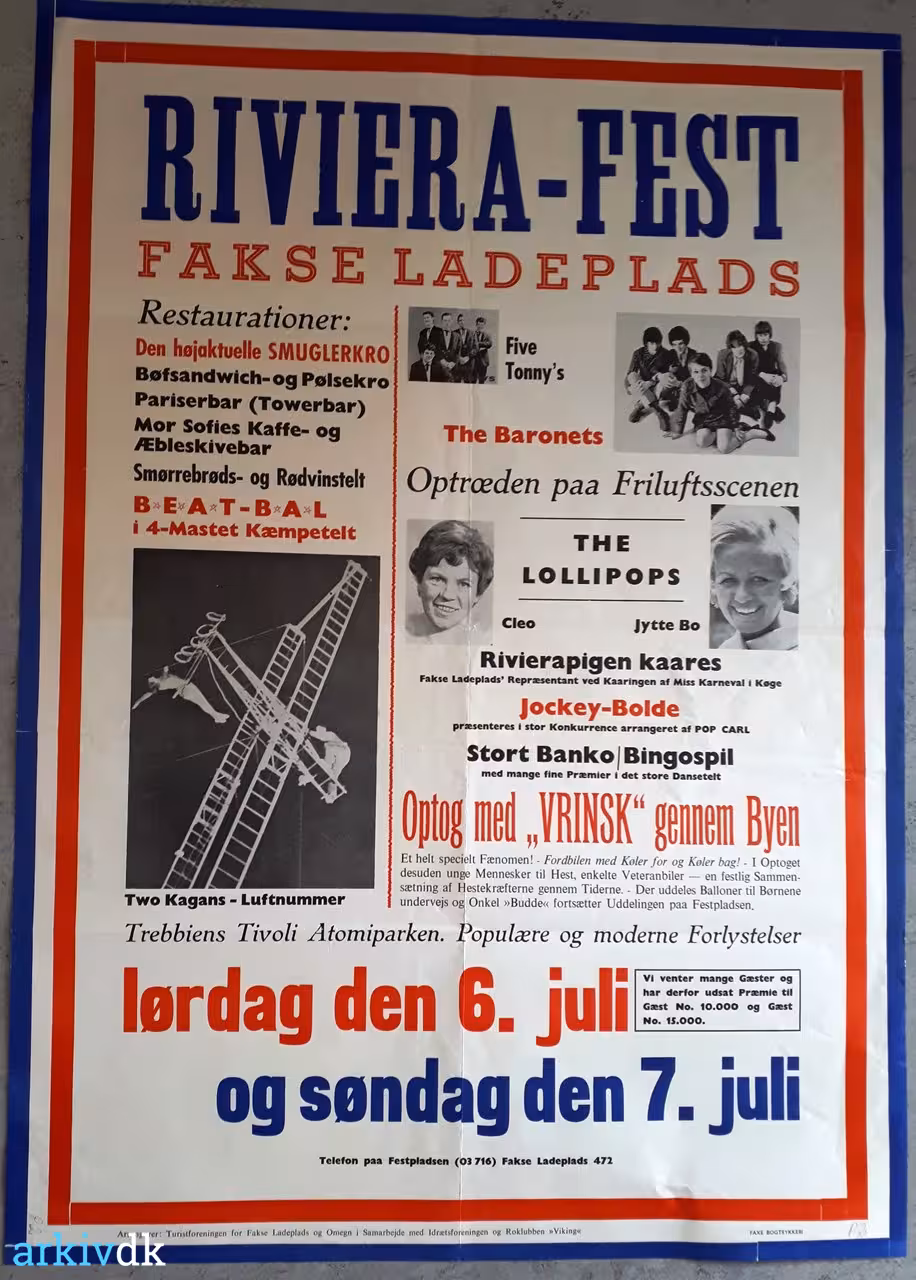 RIVIERA-FEST
FAKSE LADEPLADS
Restaurationer:
Den højaktuelle SMUGLERKRO
Bøfsandwich- og Pølsekro
Pariserbar (Towerbar)
Mor Sofies Kaffe- og
Æbleskivebar
Smørrebrøds- og Rødvinstelt
B*E*A*T-B*A*L
i 4-Mastet Kæmpetelt
Two Kagans - Luftnummer
Five
Tonny's
The Baronets
Optræden paa Friluftsscenen
THE
LOLLIPOPS
Cleo
Jytte Bo
Rivierapigen kaares
Fakse Ladeplads' Repræsentant ved Kaaringen af Miss Karneval i Køge
Jockey-Bolde
præsenteres i stor Konkurrence arrangeret af POP CARL
Stort Banko/Bingospil
med mange fine Præmier i det store Dansetelt
Optog med „VRINSK“ gennem Byen
Et helt specielt Fænomen! - Fordbilen med Køler for og Køler bag! - I Optoget
desuden unge Mennesker til Hest, enkelte Veteranbiler — en festlig Sammen-
sætning af Hestekræfterne gennem Tiderne. - Der uddeles Balloner til Børnene
undervejs og Onkel »Budde« fortsætter Uddelingen paa Festpladsen.
Trebbiens Tivoli Atomiparken. Populære og moderne Forlystelser
lørdag den 6. juli
Vi venter mange Gæster og
har derfor udsat Præmie til
Gæst No. 10.000 og Gæst
No. 15.000.
og søndag den 7. juli
Telefon paa Festpladsen (03 716) Fakse Ladeplads 472
Turistforeningen for Fakse Ladeplads og Omegn i Samarbejde med Idrætsforeningen og Roklubben »Viking«
FAXE BOGTRYKKERI
arkivdk